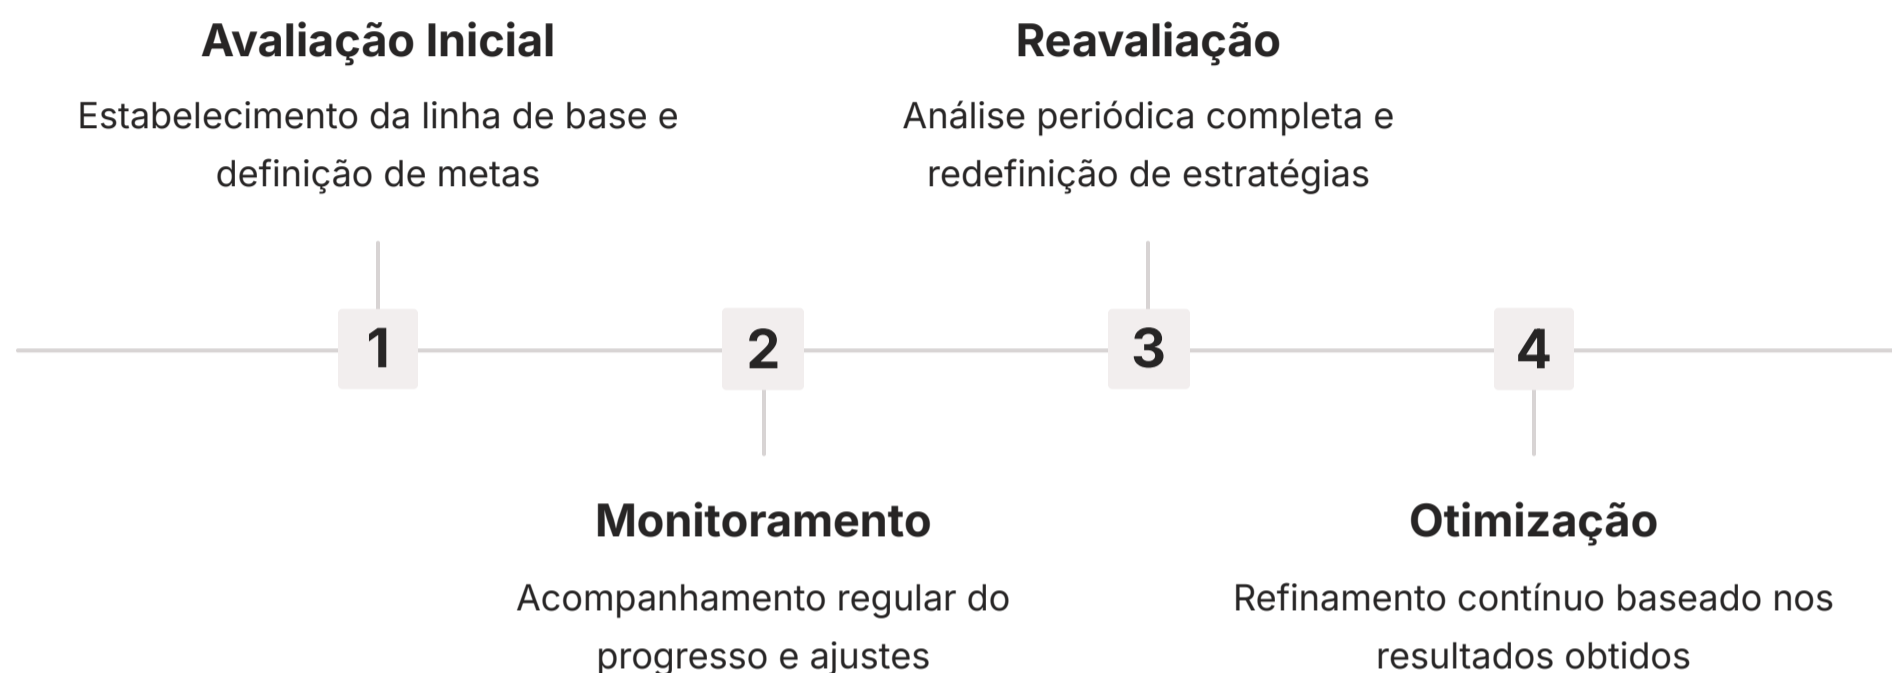 Avaliação Inicial
Estabelecimento da linha de base e
definição de metas
Reavaliação
Análise periódica completa e
redefinição de estratégias
1
2
3
4
Monitoramento
Acompanhamento regular do
progresso e ajustes
Otimização
Refinamento contínuo baseado nos
resultados obtidos